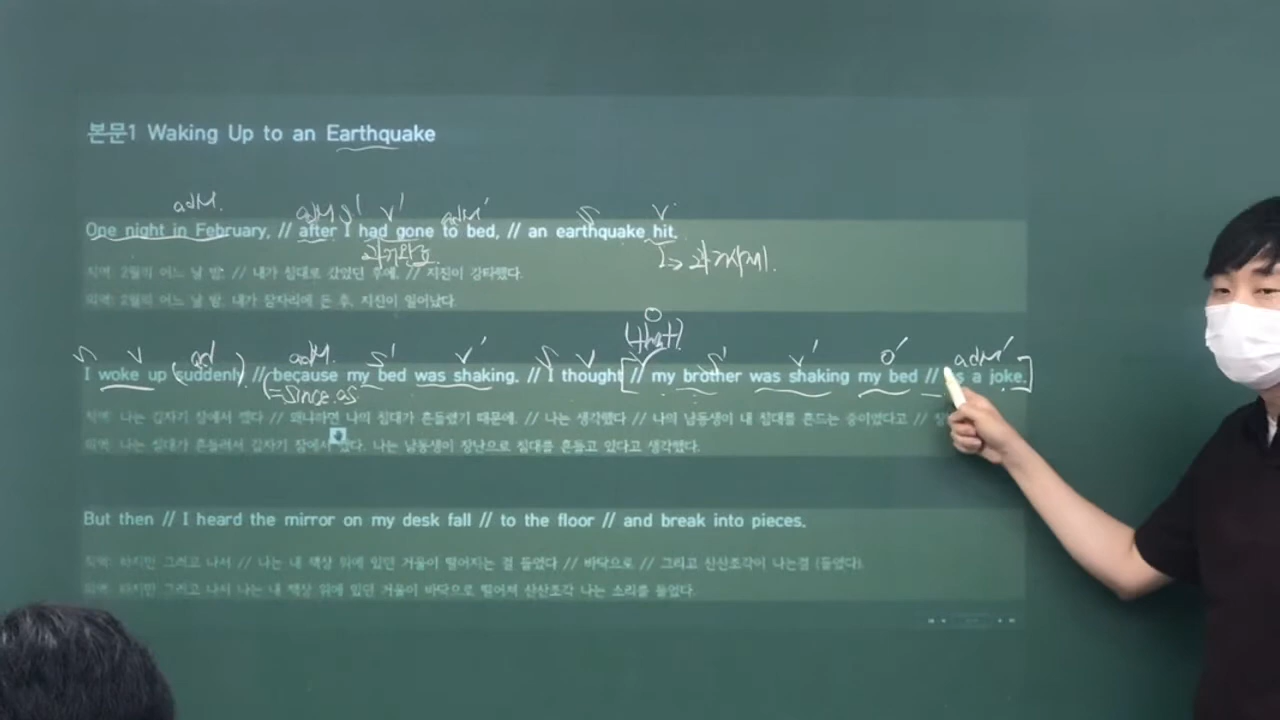 본문1 Waking Up to an Earthquake
adM. adM S' V' adM' S V
One night in February, // after I had gone to bed, // an earthquake hit.
과거완료 → 과거시제.
직역: 2월의 어느 날 밤, // 내가 침대로 갔었던 후에, // 지진이 강타했다.
의역: 2월의 어느 날 밤, 내가 잠자리에 든 후, 지진이 일어났다.
O
(that)
S V ad adM. S' V' S V S' V' O' adM'
I woke up (suddenly) // because my bed was shaking. // I thought [// my brother was shaking my bed // as a joke.]
=since.as
직역: 나는 갑자기 잠에서 깼다 // 왜냐하면 나의 침대가 흔들렸기 때문에. // 나는 생각했다 // 나의 남동생이 내 침대를 흔드는 중이었다고 //
의역: 나는 침대가 흔들려서 갑자기 잠에서 다. 나는 남동생이 장난으로 침대를 흔들고 있다고 생각했다.
But then // I heard the mirror on my desk fall // to the floor // and break into pieces.
직역: 하지만 그리고 나서 // 나는 내 책상 위에 있던 거울이 떨어지는 걸 들었다 // 바닥으로 // 그리고 산산조각이 나는걸 (들었다).
의역: 하지만 그리고 나서 나는 내 책상 위에 있던 거울이 바닥으로 떨어져 산산조각 나는 소리를 들었다.